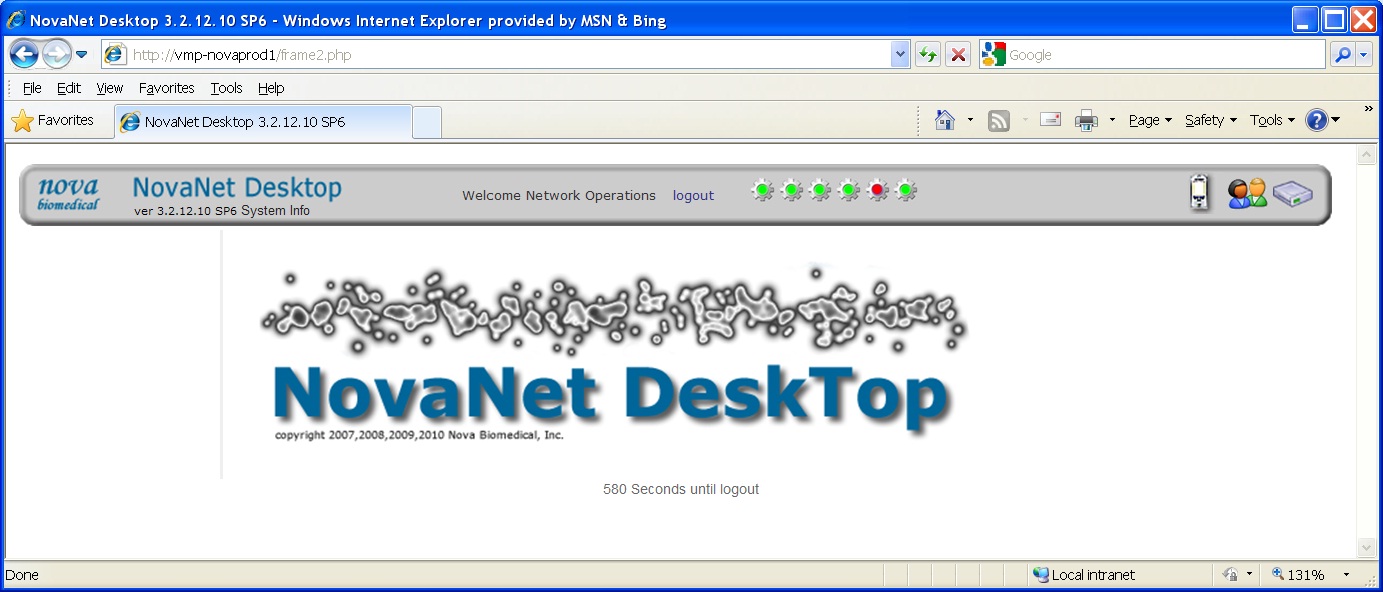 NovaNet Desktop 3.2.12.10 SP6 - Windows Internet Explorer provided by MSN & Bing
http://vmp-novaprod1/frame2.php
Google
File Edit View Favorites Tools Help
Favorites
NovaNet Desktop 3.2.12.10 SP6
Page Safety Tools
nova
biomedical
NovaNet Desktop
ver 3.2.12.10 SP6 System Info
Welcome Network Operations logout
NovaNet DeskTop
copyright 2007,2008,2009,2010 Nova Biomedical, Inc.
580 Seconds until logout
Done
Local intranet
131%